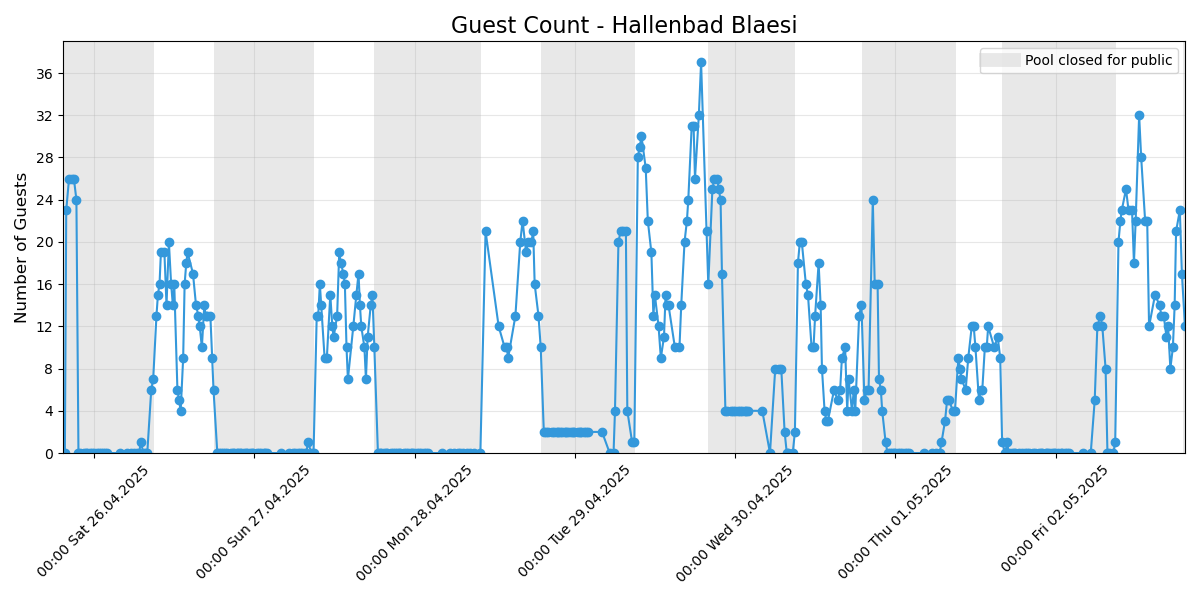 Guest Count - Hallenbad Blaesi
Pool closed for public
Number of Guests
36
32
28
24
20
16
12
8
4
0
00:00 Sat 26.04.2025
00:00 Sun 27.04.2025
00:00 Mon 28.04.2025
00:00 Tue 29.04.2025
00:00 Wed 30.04.2025
00:00 Thu 01.05.2025
00:00 Fri 02.05.2025